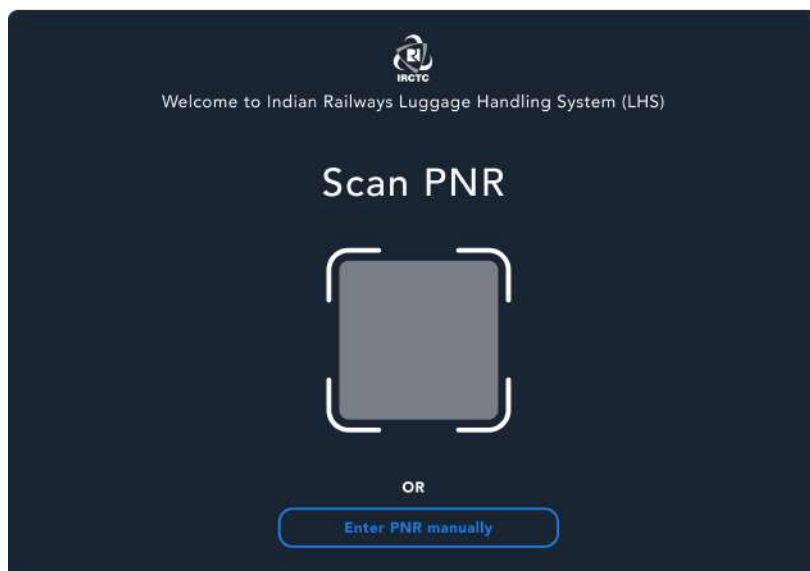 IRCTC
Welcome to Indian Railways Luggage Handling System (LHS)
Scan PNR
OR
Enter PNR manually